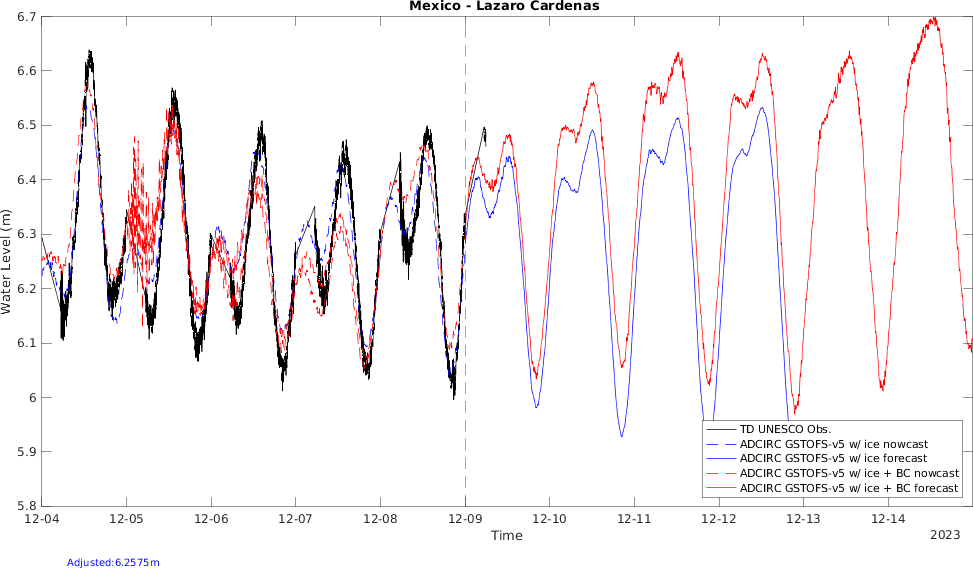 Mexico - Lazaro Cardenas
6.7
6.6
6.5
6.4
6.3
6.2
6.1
6
5.9
5.8
Water Level (m)
12-04 12-05 12-06 12-07 12-08 12-09 12-10 12-11 12-12 12-13 12-14
Time
2023
TD UNESCO Obs.
ADCIRC GSTOFS-v5 w/ ice nowcast
ADCIRC GSTOFS-v5 w/ ice forecast
ADCIRC GSTOFS-v5 w/ ice + BC nowcast
ADCIRC GSTOFS-v5 w/ ice + BC forecast
Adjusted:6.2575m